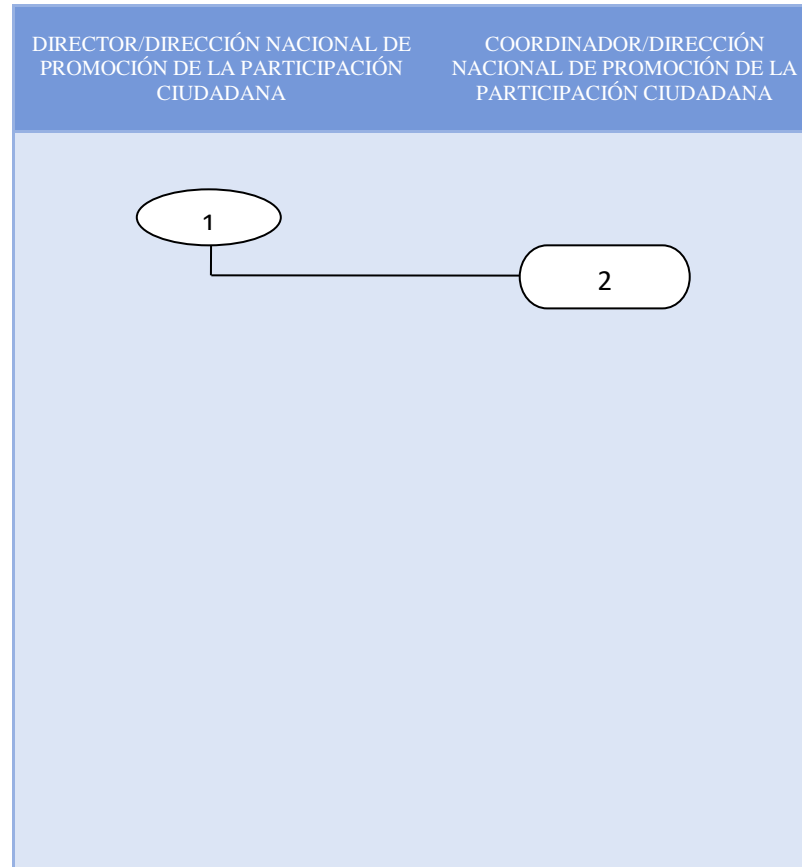 DIRECTOR/DIRECCIÓN NACIONAL DE
PROMOCIÓN DE LA PARTICIPACIÓN
CIUDADANA
COORDINADOR/DIRECCIÓN
NACIONAL DE PROMOCIÓN DE LA
PARTICIPACIÓN CIUDADANA
1
2